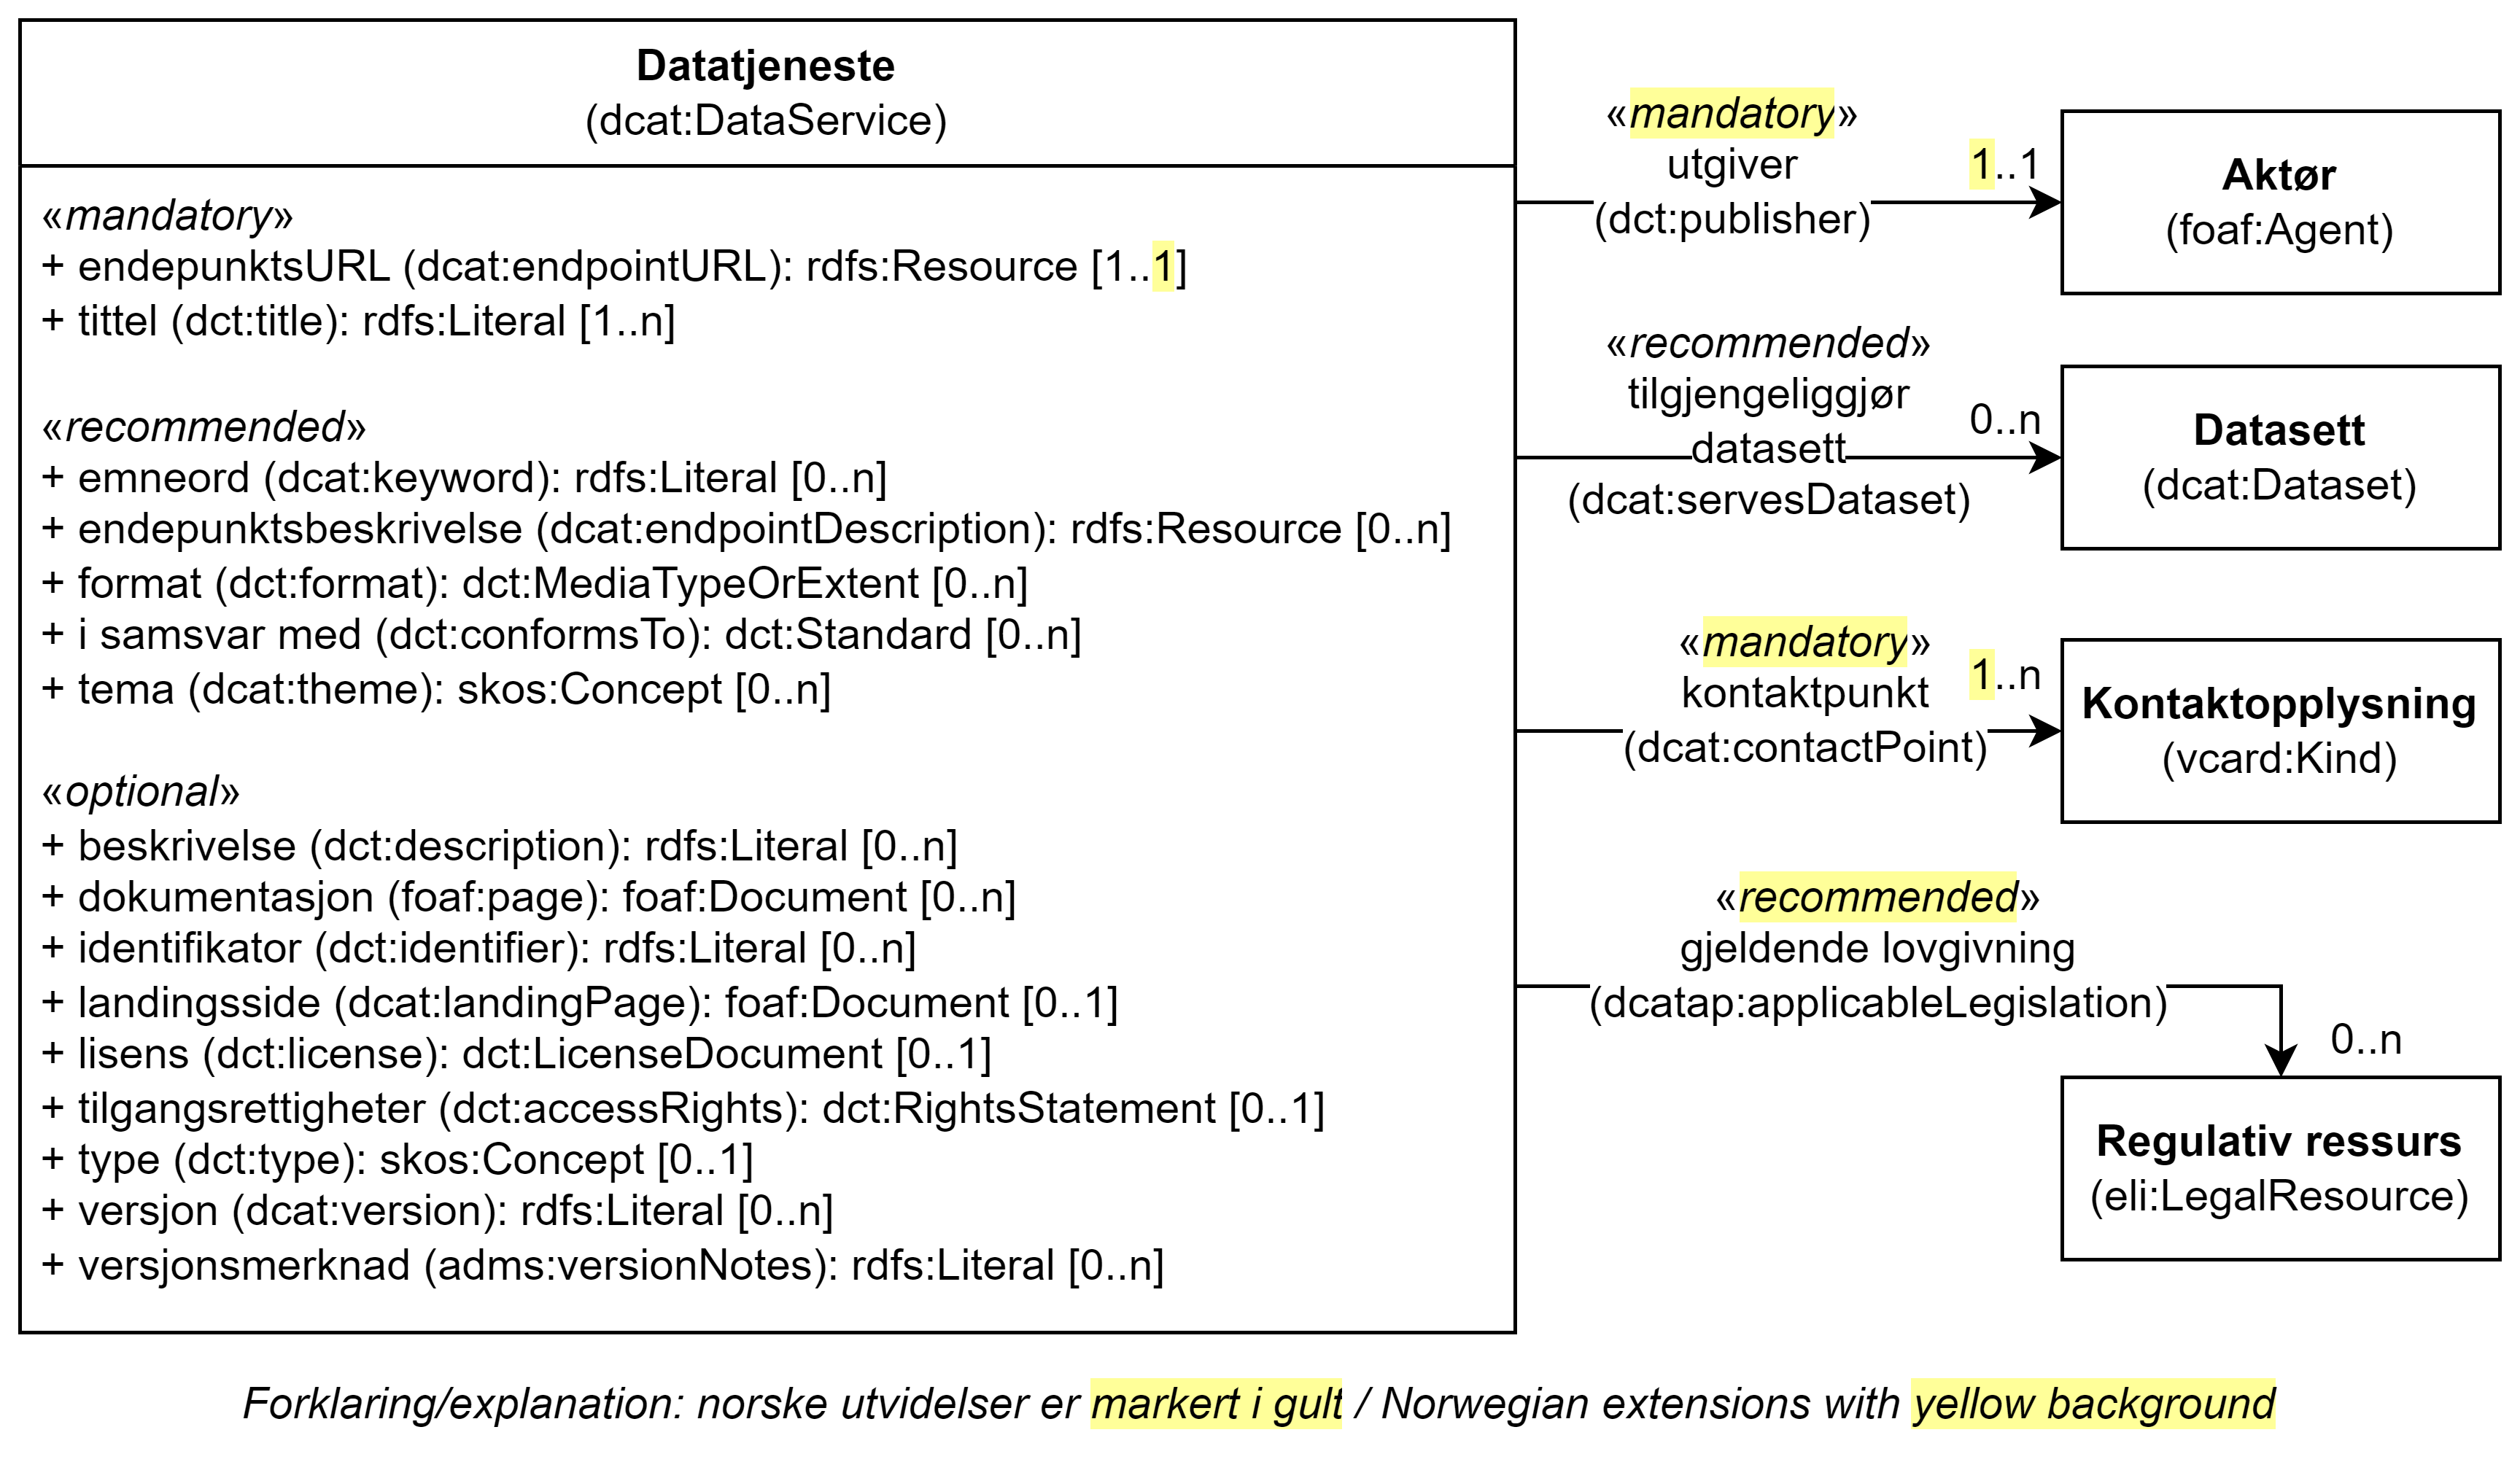 Datatjeneste
(dcat:DataService)
«mandatory»
+ endepunktsURL (dcat:endpointURL): rdfs:Resource [1..1]
+ tittel (dct:title): rdfs:Literal [1..n]
«recommended»
+ emneord (dcat:keyword): rdfs:Literal [0..n]
+ endepunktsbeskrivelse (dcat:endpointDescription): rdfs:Resource [0..n]
+ format (dct:format): dct:MediaTypeOrExtent [0..n]
+ i samsvar med (dct:conformsTo): dct:Standard [0..n]
+ tema (dcat:theme): skos:Concept [0..n]
«optional»
+ beskrivelse (dct:description): rdfs:Literal [0..n]
+ dokumentasjon (foaf:page): foaf:Document [0..n]
+ identifikator (dct:identifier): rdfs:Literal [0..n]
+ landingsside (dcat:landingPage): foaf:Document [0..1]
+ lisens (dct:license): dct:LicenseDocument [0..1]
+ tilgangsrettigheter (dct:accessRights): dct:RightsStatement [0..1]
+ type (dct:type): skos:Concept [0..1]
+ versjon (dcat:version): rdfs:Literal [0..n]
+ versjonsmerknad (adms:versionNotes): rdfs:Literal [0..n]
«mandatory»
utgiver
(dct:publisher)
1..1
Aktør
(foaf:Agent)
«recommended»
tilgjengeliggjør
datasett
(dcat:servesDataset)
0..n
Datasett
(dcat:Dataset)
«mandatory»
kontaktpunkt
(dcat:contactPoint)
1..n
Kontaktopplysning
(vcard:Kind)
«recommended»
gjeldende lovgivning
(dcatap:applicableLegislation)
0..n
Regulativ ressurs
(eli:LegalResource)
Forklaring/explanation: norske utvidelser er markert i gult / Norwegian extensions with yellow background